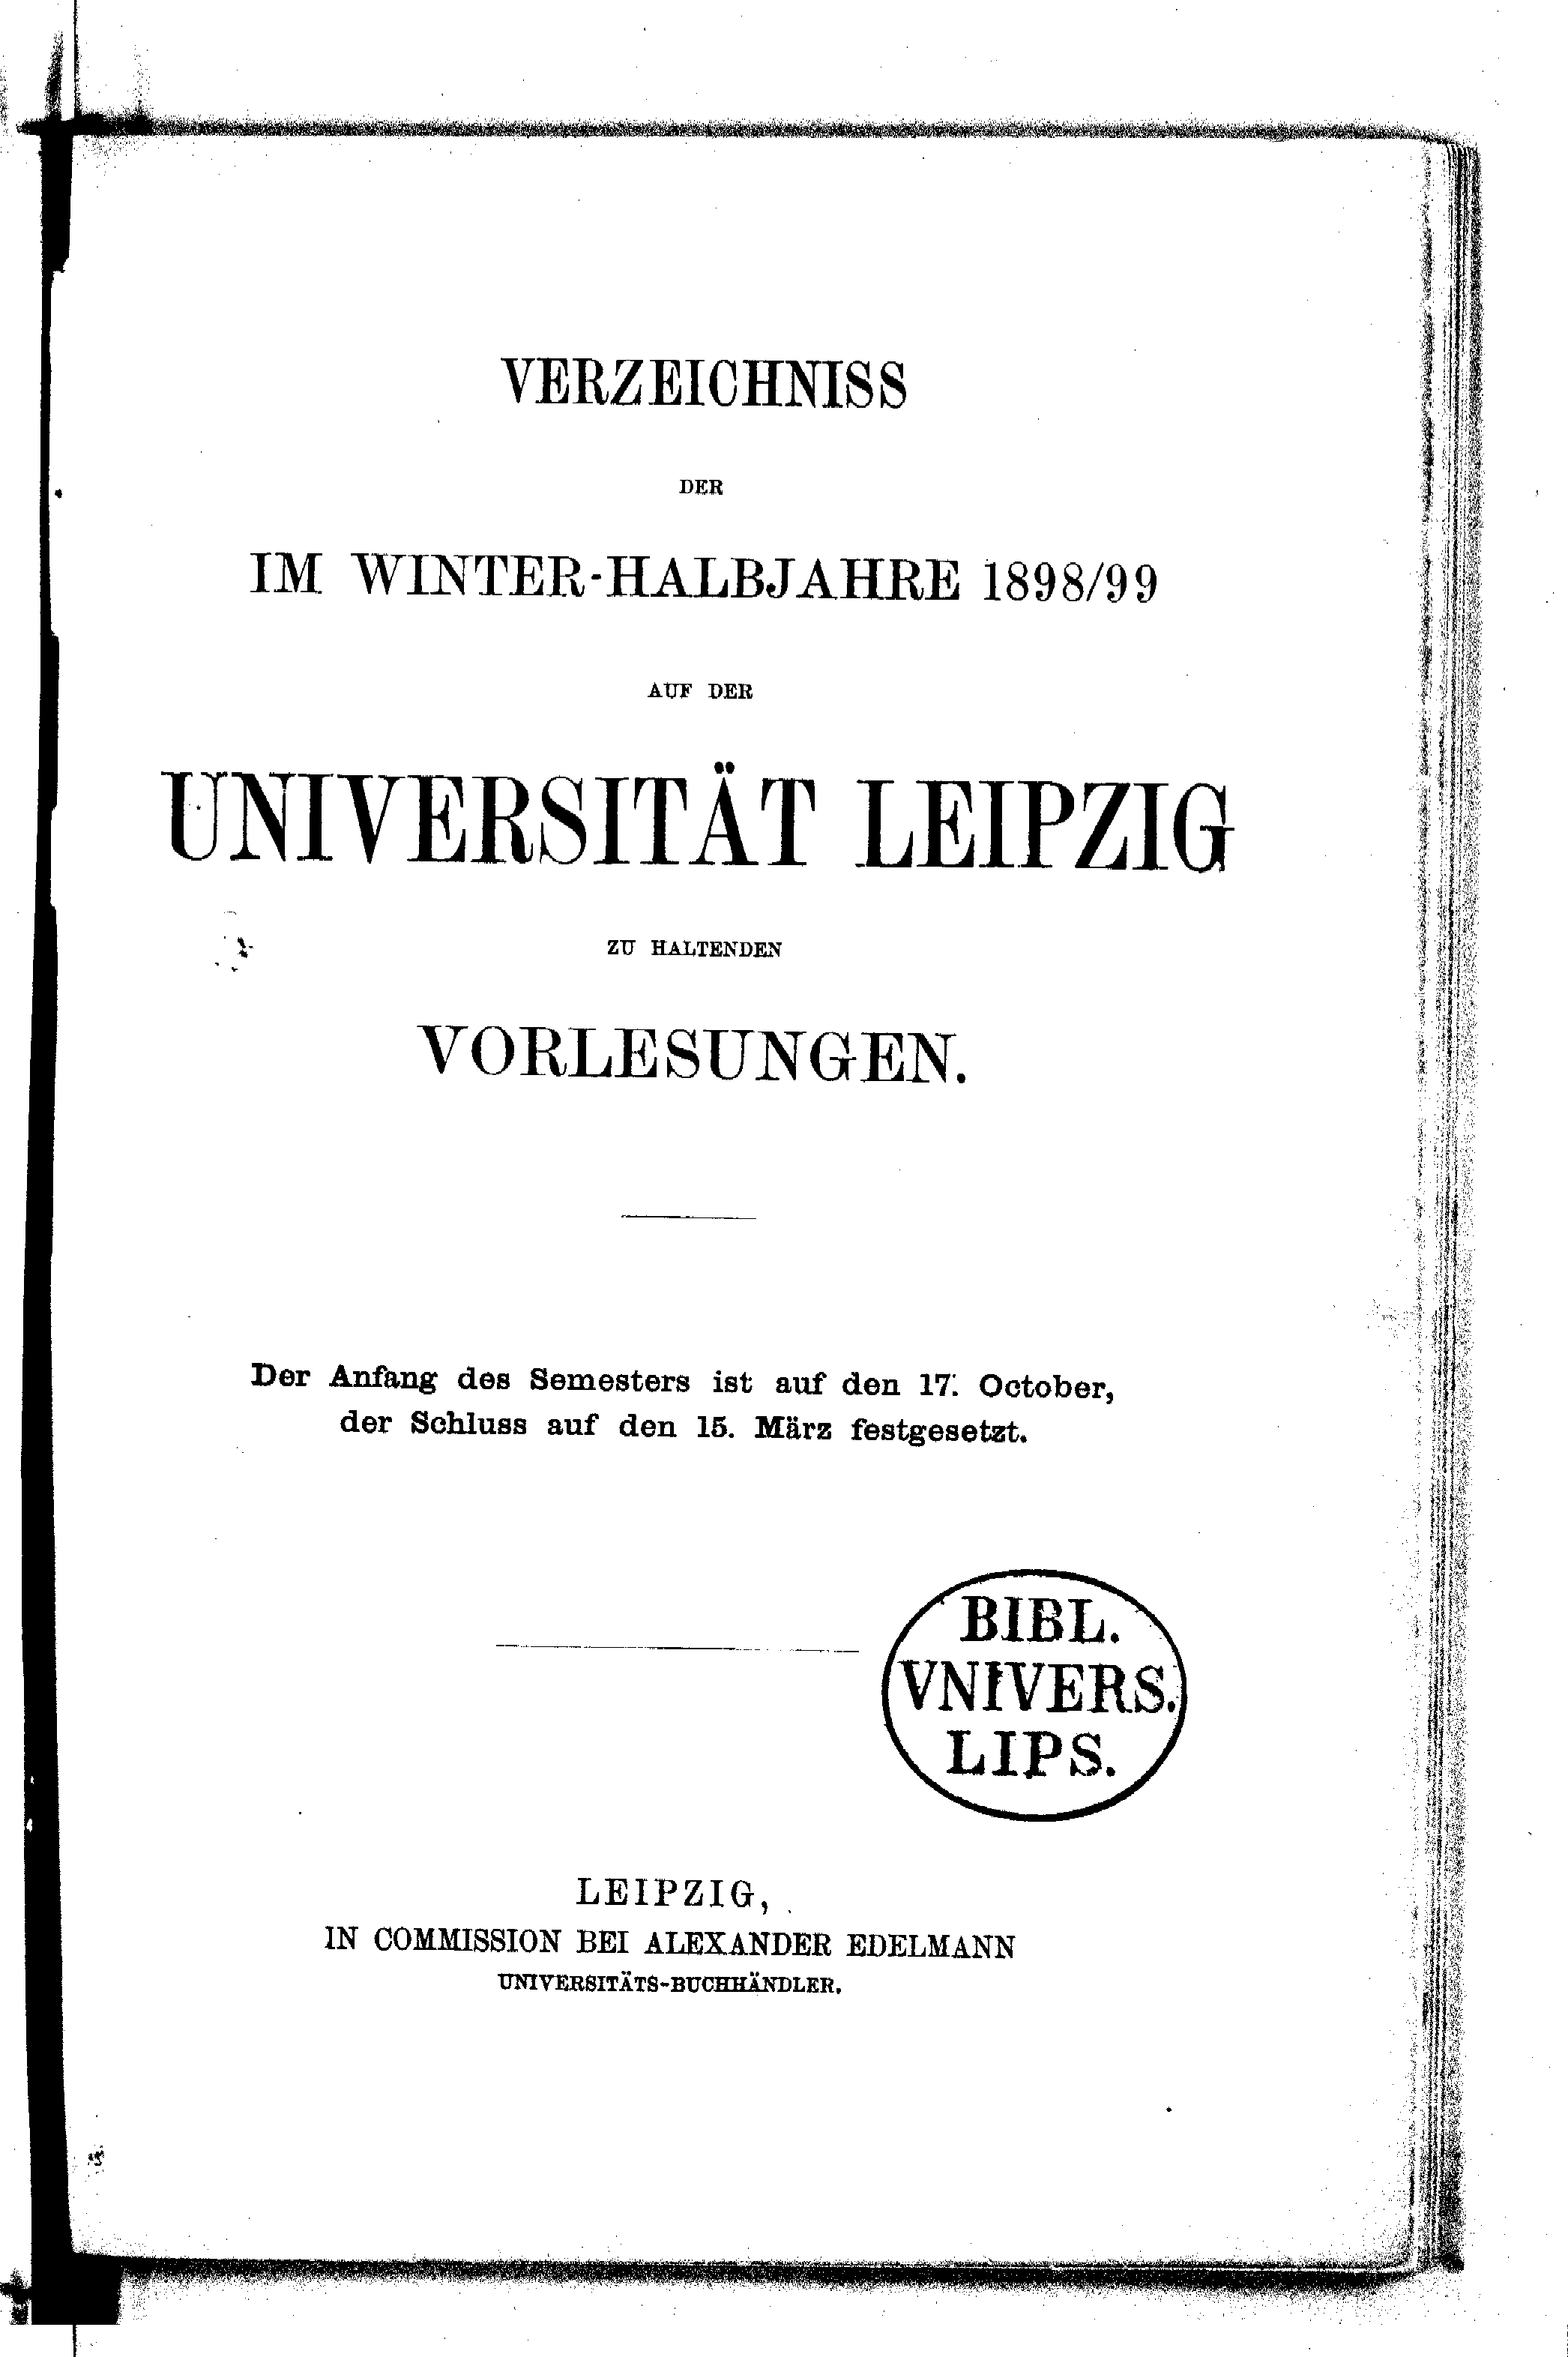 VERZEICHNISS
DER
IM WINTER-HALBJAHRE 1898/99
AUF DER
UNIVERSITÄT LEIPZIG
ZU HALTENDEN
VORLESUNGEN.
Der Anfang des Semesters ist auf den 17. October,
der Schluss auf den 15. März festgesetzt.
BIBL.
VNIVERS.
LIPS.
LEIPZIG,
IN COMMISSION BEI ALEXANDER EDELMANN
UNIVERSITÄTS-BUCHHÄNDLER.